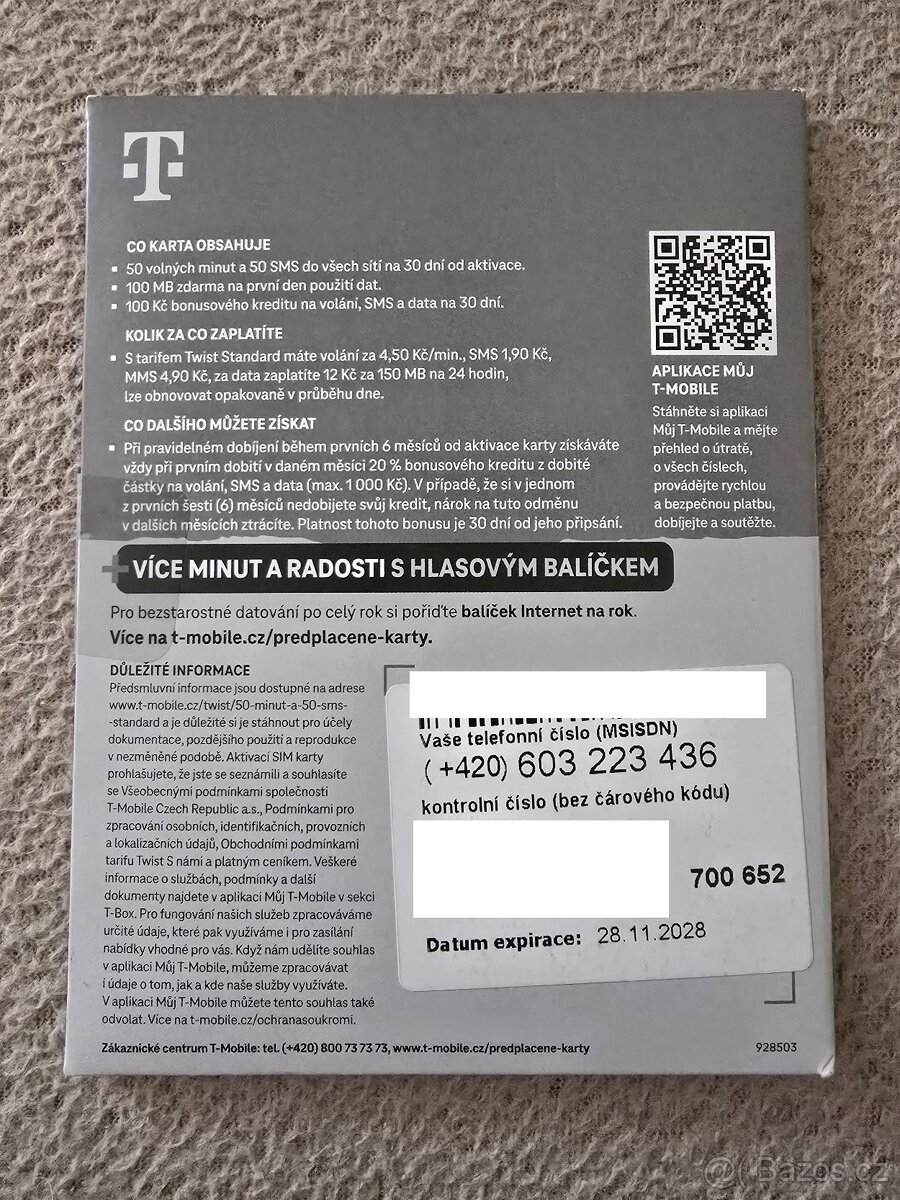 T
CO KARTA OBSAHUJE
50 volných minut a 50 SMS do všech sítí na 30 dní od aktivace.
100 MB zdarma na první den použití dat.
100 Kč bonusového kreditu na volání, SMS a data na 30 dní.
KOLIK ZA CO ZAPLATÍTE
S tarifem Twist Standard máte volání za 4,50 Kč/min., SMS 1,90 Kč,
MMS 4,90 Kč, za data zaplatíte 12 Kč za 150 MB na 24 hodin,
lze obnovovat opakovaně v průběhu dne.
CO DALŠÍHO MŮŽETE ZÍSKAT
Při pravidelném dobíjení během prvních 6 měsíců od aktivace karty získáváte
vždy při prvním dobití v daném měsíci 20 % bonusového kreditu z dobité
částky na volání, SMS a data (max. 1 000 Kč). V případě, že si v jednom
z prvních šesti (6) měsíců nedobijete svůj kredit, nárok na tuto odměnu
v dalších měsících ztrácíte. Platnost tohoto bonusu je 30 dní od jeho připsání.
APLIKACE MŮJ
T-MOBILE
Stáhněte si aplikaci
Můj T-Mobile a mějte
přehled o útratě,
o všech číslech,
provádějte rychlou
a bezpečnou platbu,
dobíjejte a soutěžte.
+VÍCE MINUT A RADOSTI S HLASOVÝM BALÍČKEM
Pro bezstarostné datování po celý rok si pořiďte balíček Internet na rok.
Více na t-mobile.cz/predplacene-karty.
DŮLEŽITÉ INFORMACE
Předsmluvní informace jsou dostupné na adrese
www.t-mobile.cz/twist/50-minut-a-50-sms-
-standard a je důležité si je stáhnout pro účely
dokumentace, pozdějšího použití a reprodukce
v nezměněné podobě. Aktivací SIM karty
prohlašujete, že jste se seznámili a souhlasíte
se Všeobecnými podmínkami společnosti
T-Mobile Czech Republic a.s., Podmínkami pro
zpracování osobních, identifikačních, provozních
a lokalizačních údajů, Obchodními podmínkami
tarifu Twist S námi a platným ceníkem. Veškeré
informace o službách, podmínky a další
dokumenty najdete v aplikaci Můj T-Mobile v sekci
T-Box. Pro fungování našich služeb zpracováváme
určité údaje, které pak využíváme i pro zasílání
nabídky vhodné pro vás. Když nám udělíte souhlas
v aplikaci Můj T-Mobile, můžeme zpracovávat
i údaje o tom, jak a kde naše služby využíváte.
V aplikaci Můj T-Mobile můžete tento souhlas také
odvolat. Více na t-mobile.cz/ochranasoukromi.
Vaše telefonní číslo (MSISDN)
(+420) 603 223 436
kontrolní číslo (bez čárového kódu)
700 652
Datum expirace: 28.11.2028
Zákaznické centrum T-Mobile: tel. (+420) 800 73 73 73, www.t-mobile.cz/predplacene-karty
928503
@ Bazos.cz